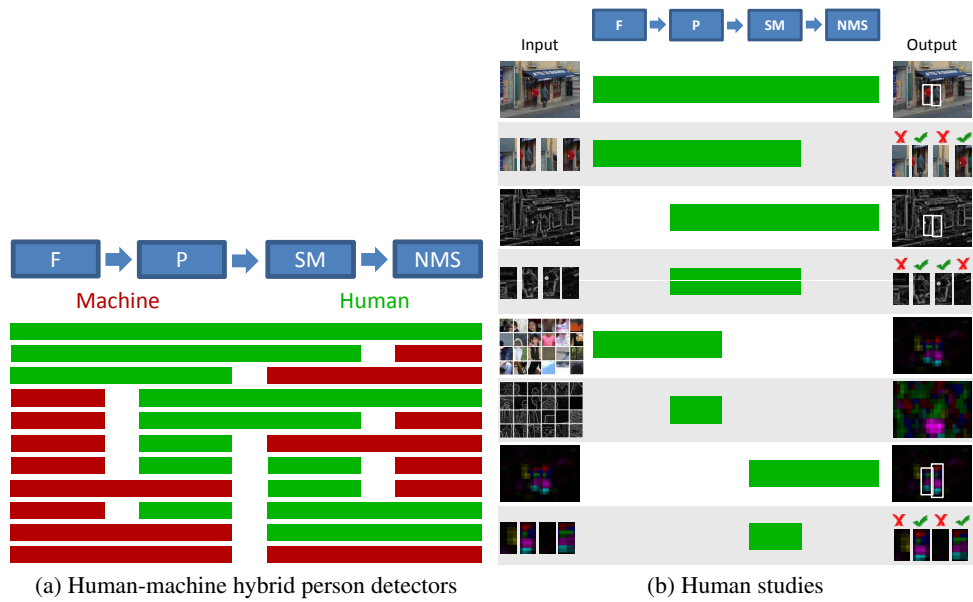 F P SM NMS
Input Output
F P SM NMS
Machine Human
(a) Human-machine hybrid person detectors (b) Human studies